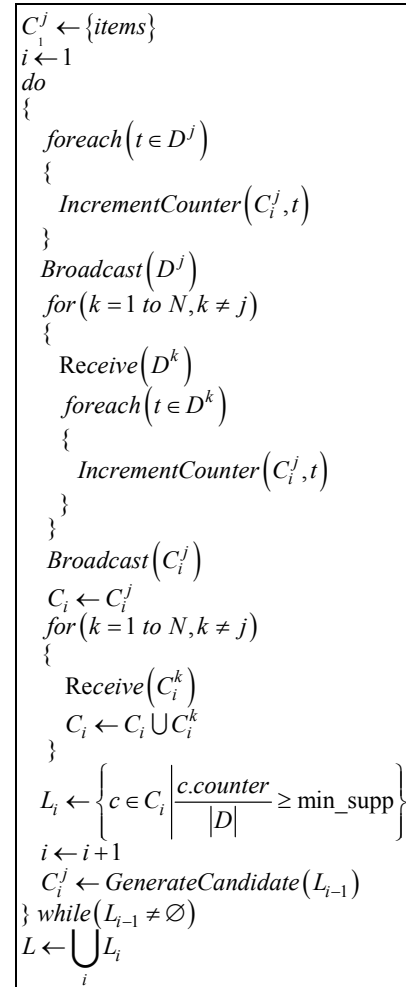 C_1^j ← {items}
i ← 1
do
{
foreach(t ∈ D^j)
{
IncrementCounter(C_i^j, t)
}
Broadcast(D^j)
for(k = 1 to N, k ≠ j)
{
Receive(D^k)
foreach(t ∈ D^k)
{
IncrementCounter(C_i^j, t)
}
}
Broadcast(C_i^j)
C_i ← C_i^j
for(k = 1 to N, k ≠ j)
{
Receive(C_i^k)
C_i ← C_i ⋃ C_i^k
}
L_i ← {c ∈ C_i | c.counter / |D| ≥ min_supp}
i ← i + 1
C_i^j ← GenerateCandidate(L_{i−1})
} while(L_{i−1} ≠ ∅)
L ← ⋃_i L_i